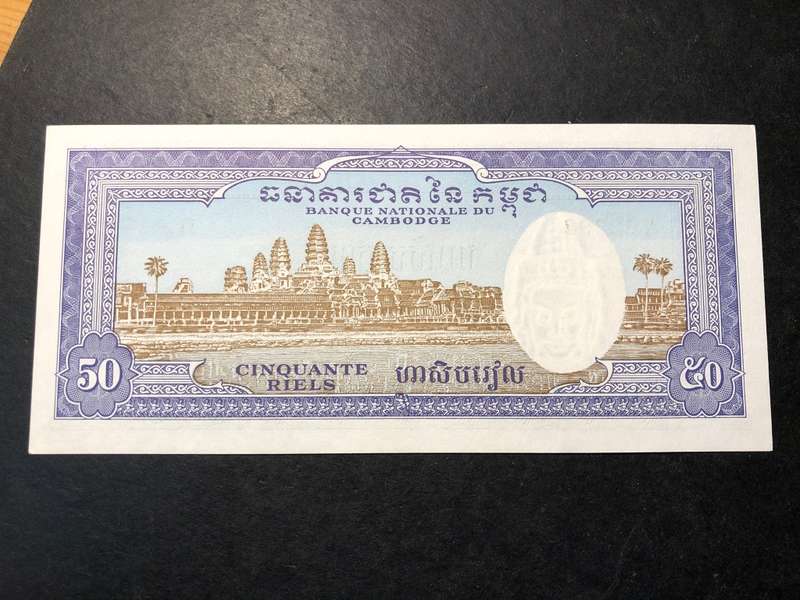 ធនាគារជាតិនៃកម្ពុជា
BANQUE NATIONALE DU
CAMBODGE
CINQUANTE
RIELS
ហាសិបរៀល
50
៥០